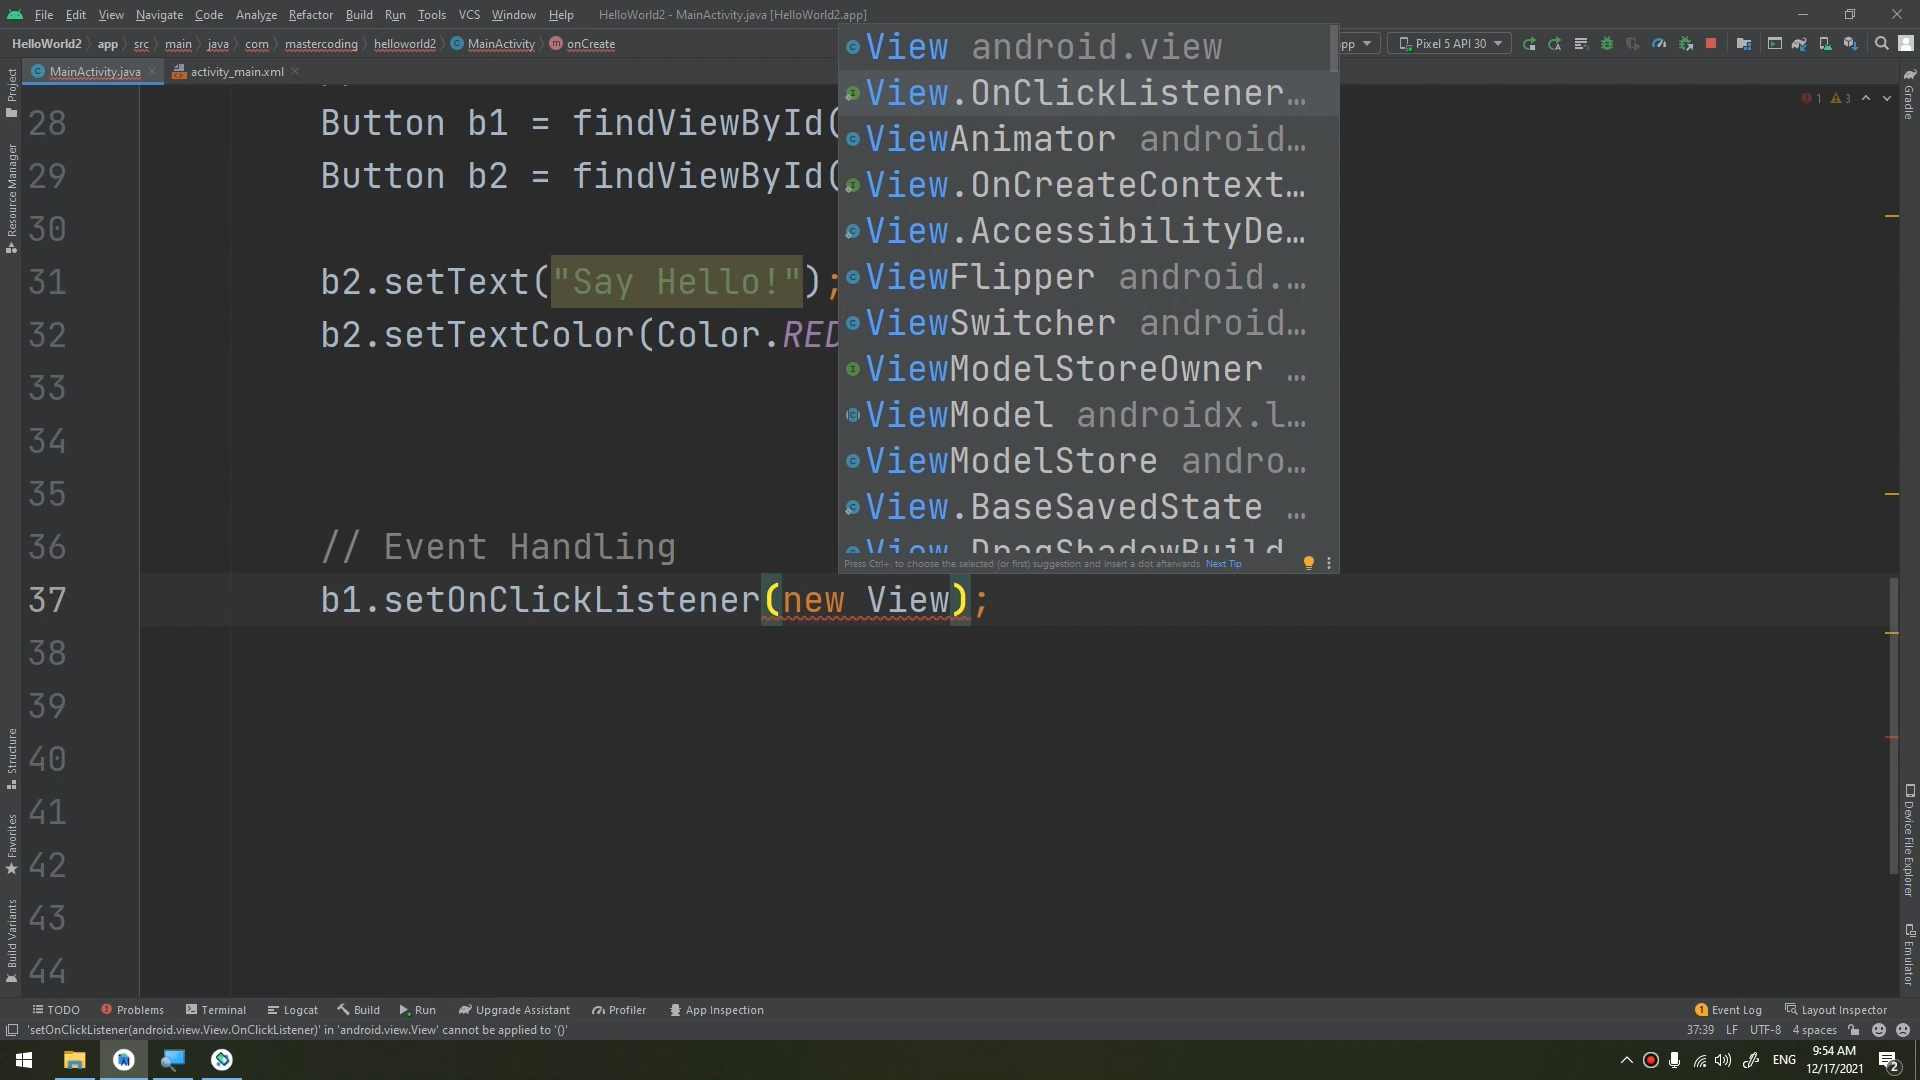 File Edit View Navigate Code Analyze Refactor Build Run Tools VCS Window Help HelloWorld2 - MainActivity.java [HelloWorld2.app]
HelloWorld2 app src main java com mastercoding helloworld2 MainActivity onCreate
Pixel 5 API 30
MainActivity.java activity_main.xml
Project
Resource Manager
Structure
Favorites
Build Variants
28 Button b1 = findViewById(
29 Button b2 = findViewById(
30
31 b2.setText("Say Hello!");
32 b2.setTextColor(Color.RED
33
34
35
36 // Event Handling
37 b1.setOnClickListener(new View);
38
39
40
41
42
43
44
View android.view
View.OnClickListener…
ViewAnimator android…
View.OnCreateContext…
View.AccessibilityDe…
ViewFlipper android.…
ViewSwitcher android…
ViewModelStoreOwner …
ViewModel androidx.l…
ViewModelStore andro…
View.BaseSavedState …
View.DragShadowBuild
Press Ctrl+. to choose the selected (or first) suggestion and insert a dot afterwards Next Tip
1 3
Gradle
Device File Explorer
Emulator
TODO Problems Terminal Logcat Build Run Upgrade Assistant Profiler App Inspection 1 Event Log Layout Inspector
'setOnClickListener(android.view.View.OnClickListener)' in 'android.view.View' cannot be applied to '()' 37:39 LF UTF-8 4 spaces
ENG
9:54 AM
12/17/2021
2